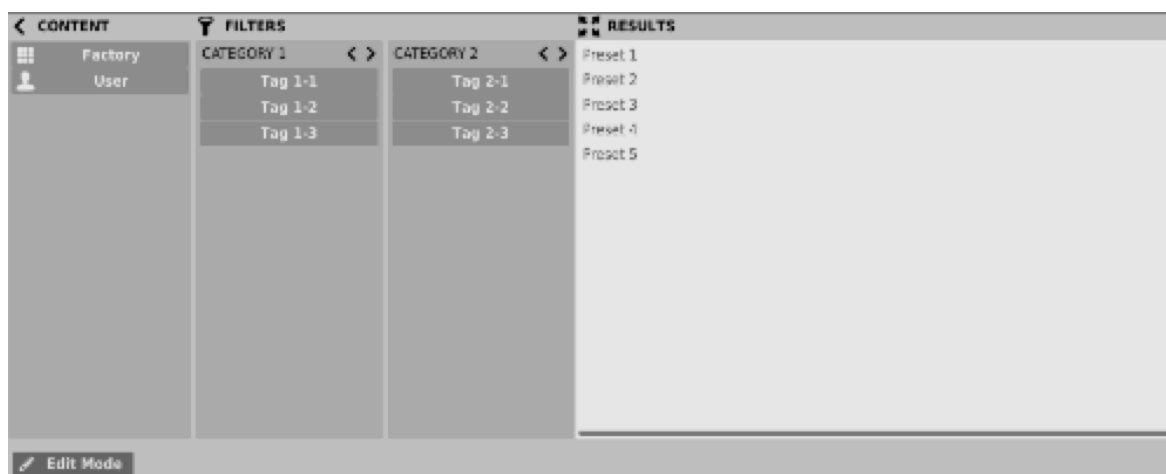 CONTENT
Factory
User
FILTERS
CATEGORY 1
Tag 1-1
Tag 1-2
Tag 1-3
CATEGORY 2
Tag 2-1
Tag 2-2
Tag 2-3
RESULTS
Preset 1
Preset 2
Preset 3
Preset 4
Preset 5
Edit Mode